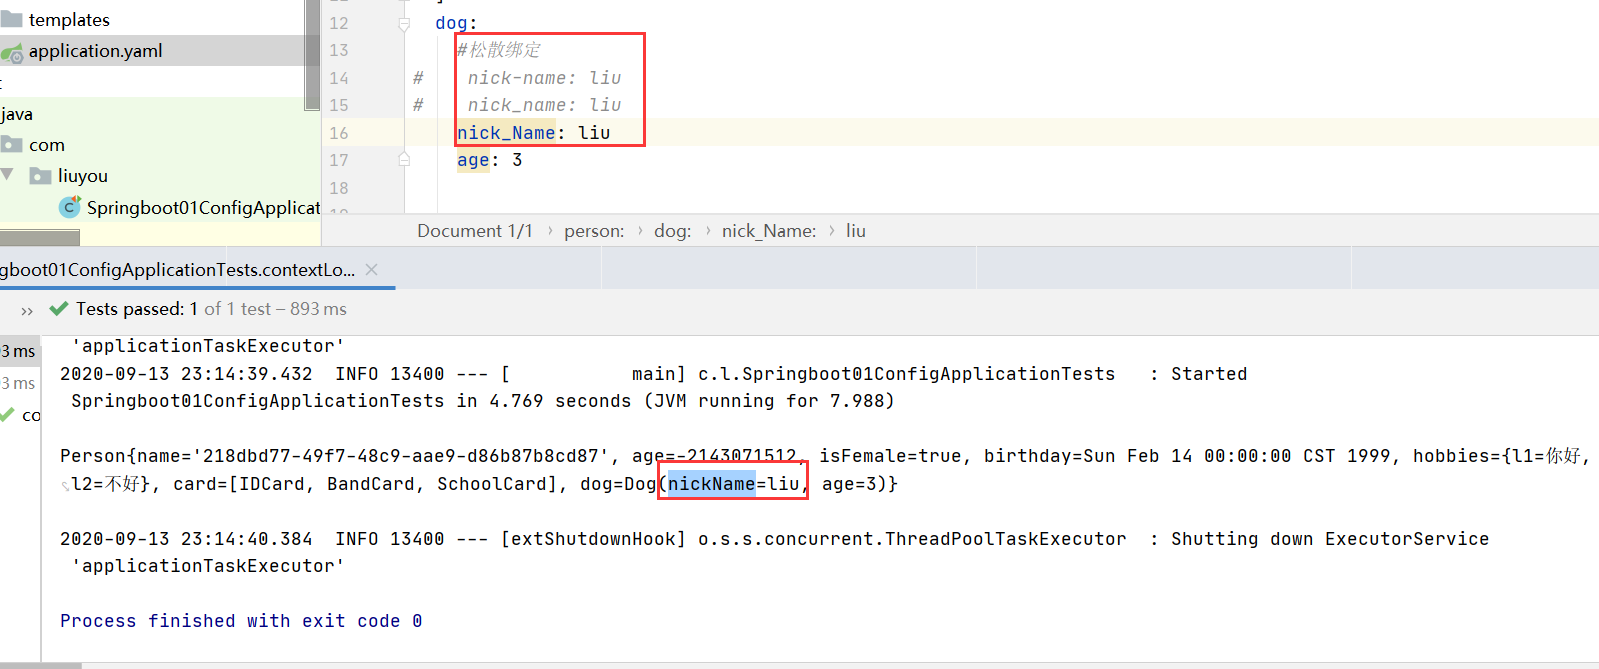 templates
application.yaml
java
com
liuyou
Springboot01ConfigApplicat
12 dog:
13 #松散绑定
14 # nick-name: liu
15 # nick_name: liu
16 nick_Name: liu
17 age: 3
18
Document 1/1 › person: › dog: › nick_Name: › liu
gboot01ConfigApplicationTests.contextLo... ×
» Tests passed: 1 of 1 test – 893 ms
3 ms
3 ms
co
'applicationTaskExecutor'
2020-09-13 23:14:39.432 INFO 13400 --- [ main] c.l.Springboot01ConfigApplicationTests : Started
Springboot01ConfigApplicationTests in 4.769 seconds (JVM running for 7.988)
Person{name='218dbd77-49f7-48c9-aae9-d86b87b8cd87', age=-2143071512, isFemale=true, birthday=Sun Feb 14 00:00:00 CST 1999, hobbies={l1=你好,
l2=不好}, card=[IDCard, BandCard, SchoolCard], dog=Dog(nickName=liu, age=3)}
2020-09-13 23:14:40.384 INFO 13400 --- [extShutdownHook] o.s.s.concurrent.ThreadPoolTaskExecutor : Shutting down ExecutorService
'applicationTaskExecutor'
Process finished with exit code 0